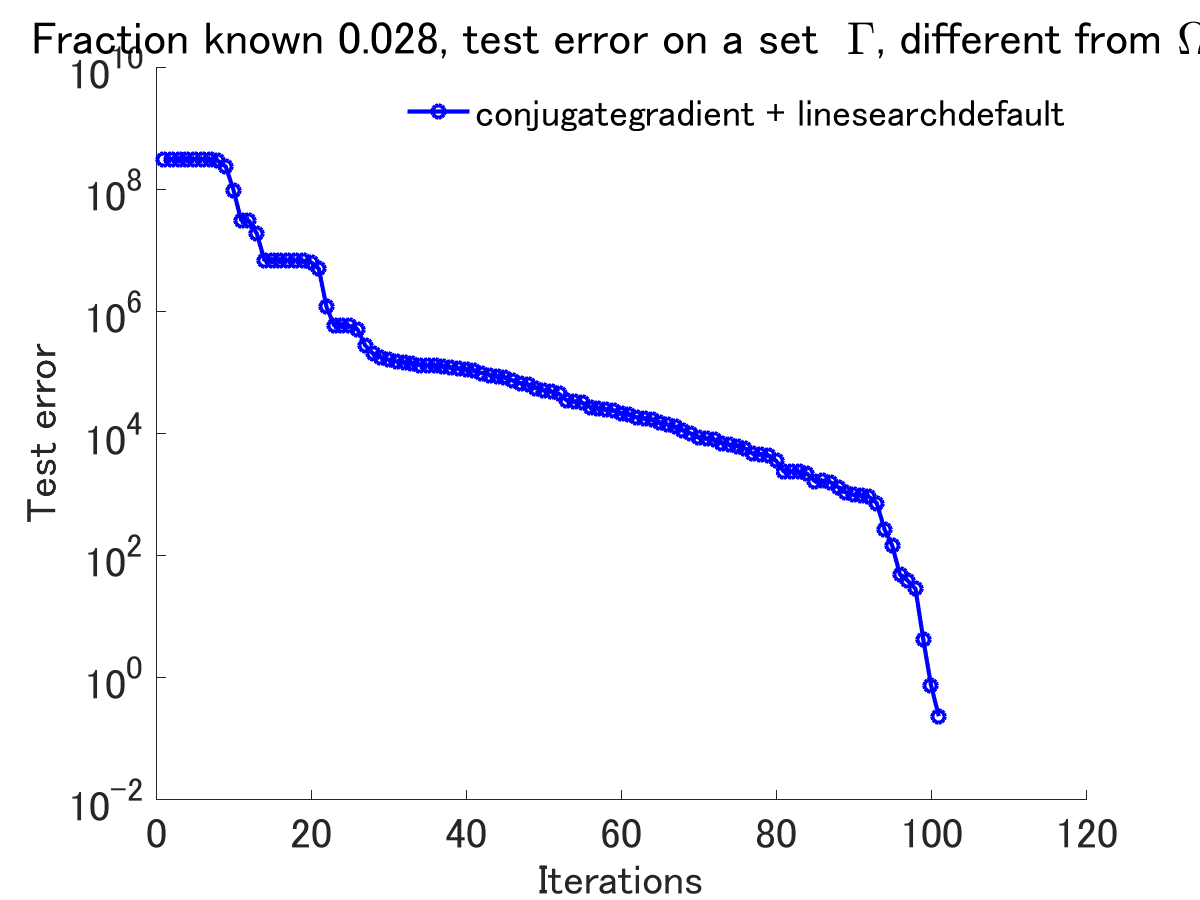 Fraction known 0.028, test error on a set Γ, different from Ω
10^10
conjugategradient + linesearchdefault
10^8
10^6
10^4
10^2
10^0
10^-2
Test error
0 20 40 60 80 100 120
Iterations